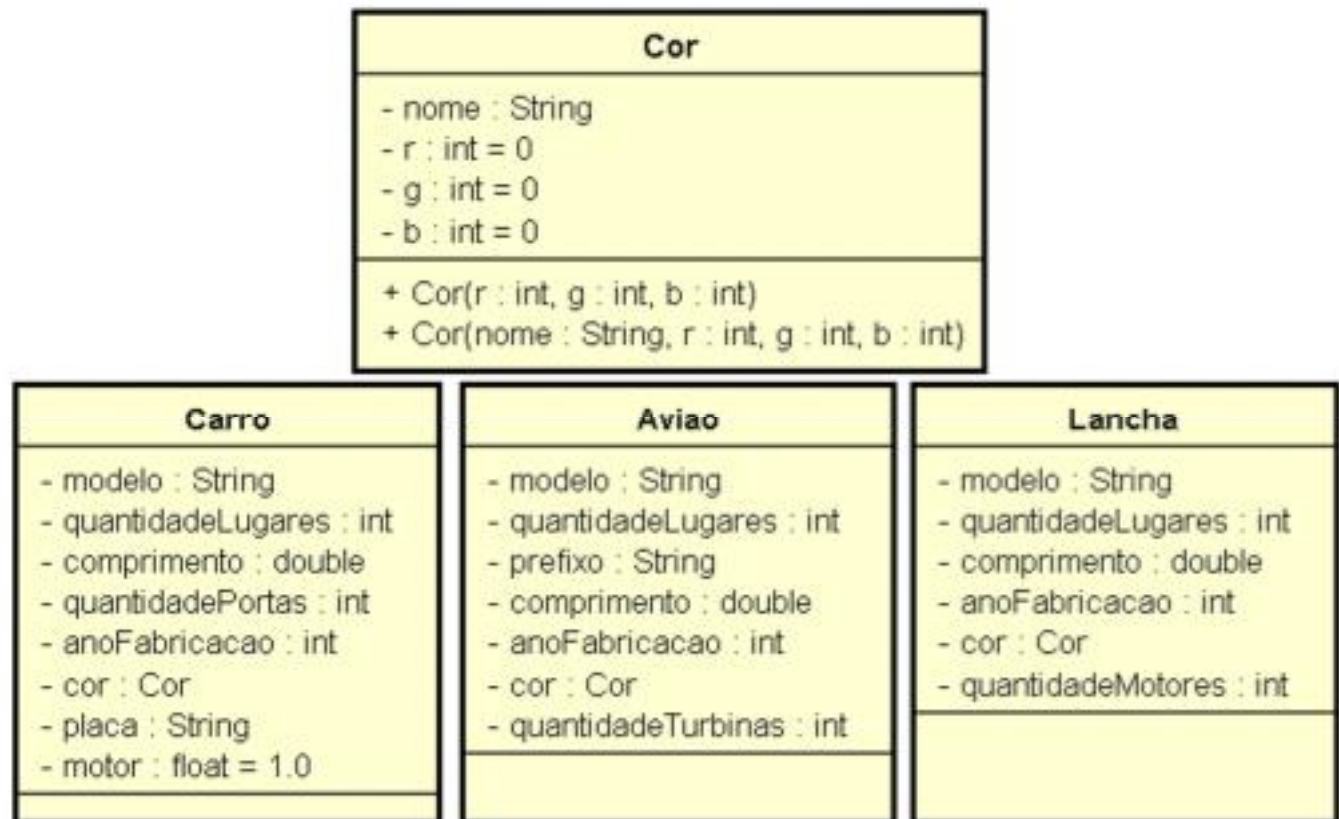 Cor
- nome : String
- r : int = 0
- g : int = 0
- b : int = 0
+ Cor(r : int, g : int, b : int)
+ Cor(nome : String, r : int, g : int, b : int)
Carro
- modelo : String
- quantidadeLugares : int
- comprimento : double
- quantidadePortas : int
- anoFabricacao : int
- cor : Cor
- placa : String
- motor : float = 1.0
Aviao
- modelo : String
- quantidadeLugares : int
- prefixo : String
- comprimento : double
- anoFabricacao : int
- cor : Cor
- quantidadeTurbinas : int
Lancha
- modelo : String
- quantidadeLugares : int
- comprimento : double
- anoFabricacao : int
- cor : Cor
- quantidadeMotores : int